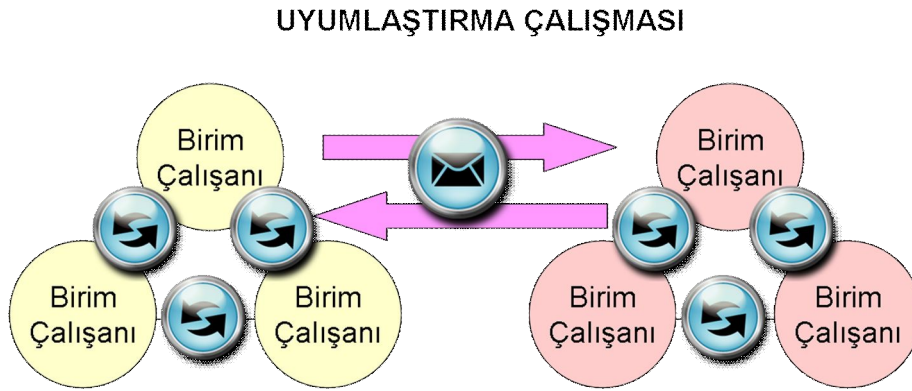 UYUMLAŞTIRMA ÇALIŞMASI
Birim
Çalışanı
Birim
Çalışanı
Birim
Çalışanı
Birim
Çalışanı
Birim
Çalışanı
Birim
Çalışanı